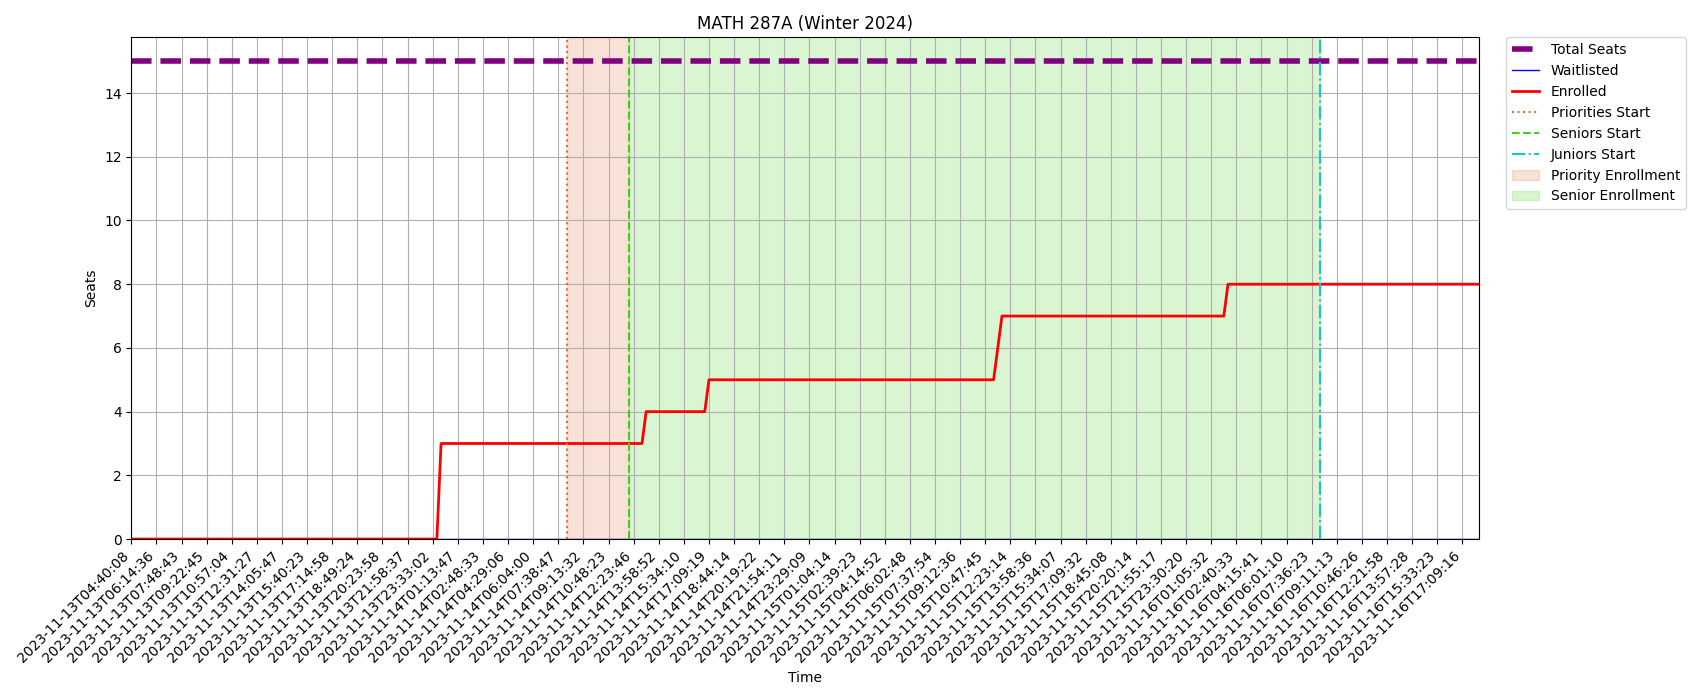 MATH 287A (Winter 2024)
Total Seats
Waitlisted
Enrolled
Priorities Start
Seniors Start
Juniors Start
Priority Enrollment
Senior Enrollment
Seats
14
12
10
8
6
4
2
0
2023-11-13T04:40:08
2023-11-13T06:14:36
2023-11-13T07:48:43
2023-11-13T09:22:45
2023-11-13T10:57:04
2023-11-13T12:31:27
2023-11-13T14:05:47
2023-11-13T15:40:23
2023-11-13T17:14:58
2023-11-13T18:49:24
2023-11-13T20:23:58
2023-11-13T21:58:37
2023-11-13T23:33:02
2023-11-14T01:13:47
2023-11-14T02:48:33
2023-11-14T04:29:06
2023-11-14T06:04:00
2023-11-14T07:38:47
2023-11-14T09:13:32
2023-11-14T10:48:23
2023-11-14T12:23:46
2023-11-14T13:58:52
2023-11-14T15:34:10
2023-11-14T17:09:19
2023-11-14T18:44:14
2023-11-14T20:19:22
2023-11-14T21:54:11
2023-11-14T23:29:09
2023-11-15T01:04:14
2023-11-15T02:39:23
2023-11-15T04:14:52
2023-11-15T06:02:48
2023-11-15T07:37:54
2023-11-15T09:12:36
2023-11-15T10:47:45
2023-11-15T12:23:14
2023-11-15T13:58:36
2023-11-15T15:34:07
2023-11-15T17:09:32
2023-11-15T18:45:08
2023-11-15T20:20:14
2023-11-15T21:55:17
2023-11-15T23:30:20
2023-11-16T01:05:32
2023-11-16T02:40:33
2023-11-16T04:15:41
2023-11-16T06:01:10
2023-11-16T07:36:23
2023-11-16T09:11:13
2023-11-16T10:46:26
2023-11-16T12:21:58
2023-11-16T13:57:28
2023-11-16T15:33:23
2023-11-16T17:09:16
Time